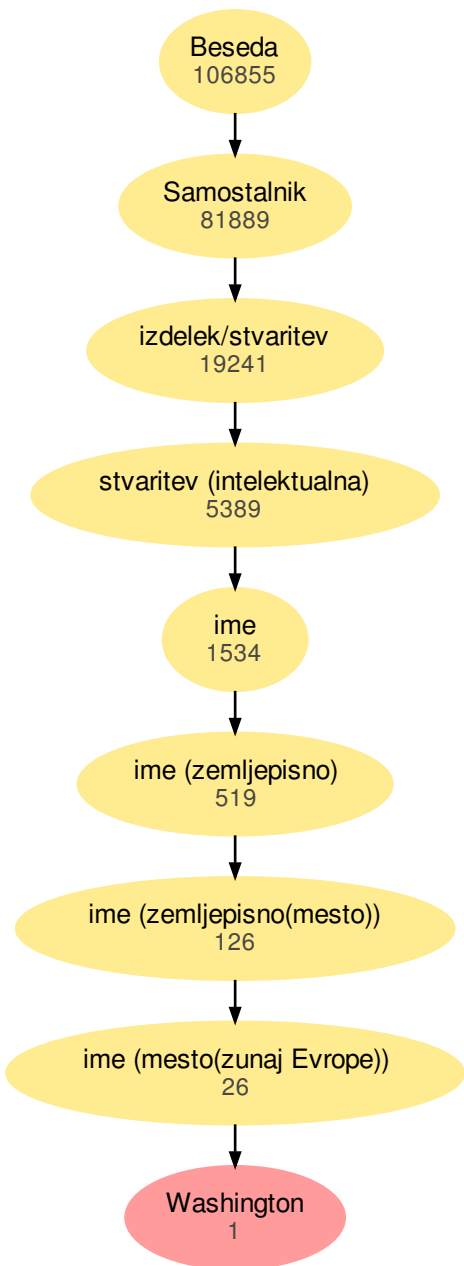 Beseda
106855
Samostalnik
81889
izdelek/stvaritev
19241
stvaritev (intelektualna)
5389
ime
1534
ime (zemljepisno)
519
ime (zemljepisno(mesto))
126
ime (mesto(zunaj Evrope))
26
Washington
1